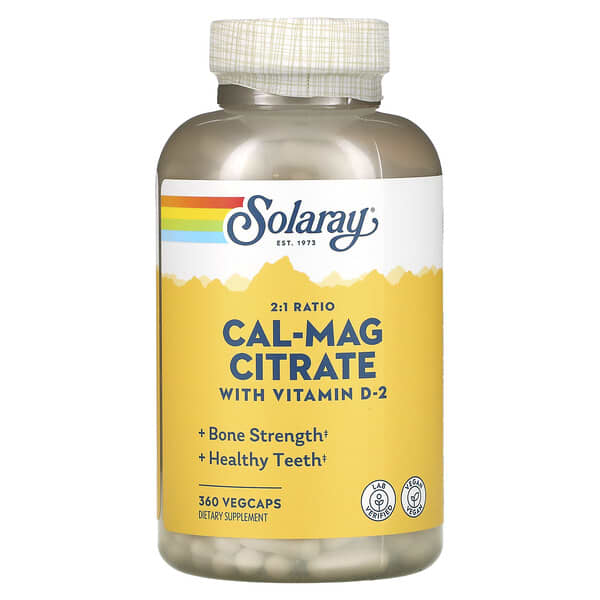 Solaray®
EST. 1973
2:1 RATIO
CAL-MAG
CITRATE
WITH VITAMIN D-2
+ Bone Strength‡
+ Healthy Teeth‡
360 VEGCAPS
DIETARY SUPPLEMENT
LAB VERIFIED
VEGAN VEGAN